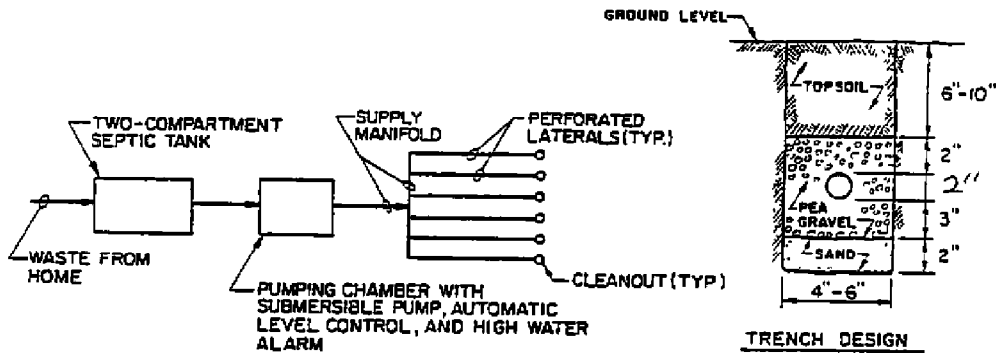 TWO-COMPARTMENT
SEPTIC TANK
SUPPLY
MANIFOLD
PERFORATED
LATERALS (TYP.)
WASTE FROM
HOME
PUMPING CHAMBER WITH
SUBMERSIBLE PUMP, AUTOMATIC
LEVEL CONTROL, AND HIGH WATER
ALARM
CLEANOUT (TYP)
GROUND LEVEL
TOPSOIL
6"-10"
2"
2"
PEA
GRAVEL
3"
SAND
2"
4"-6"
TRENCH DESIGN